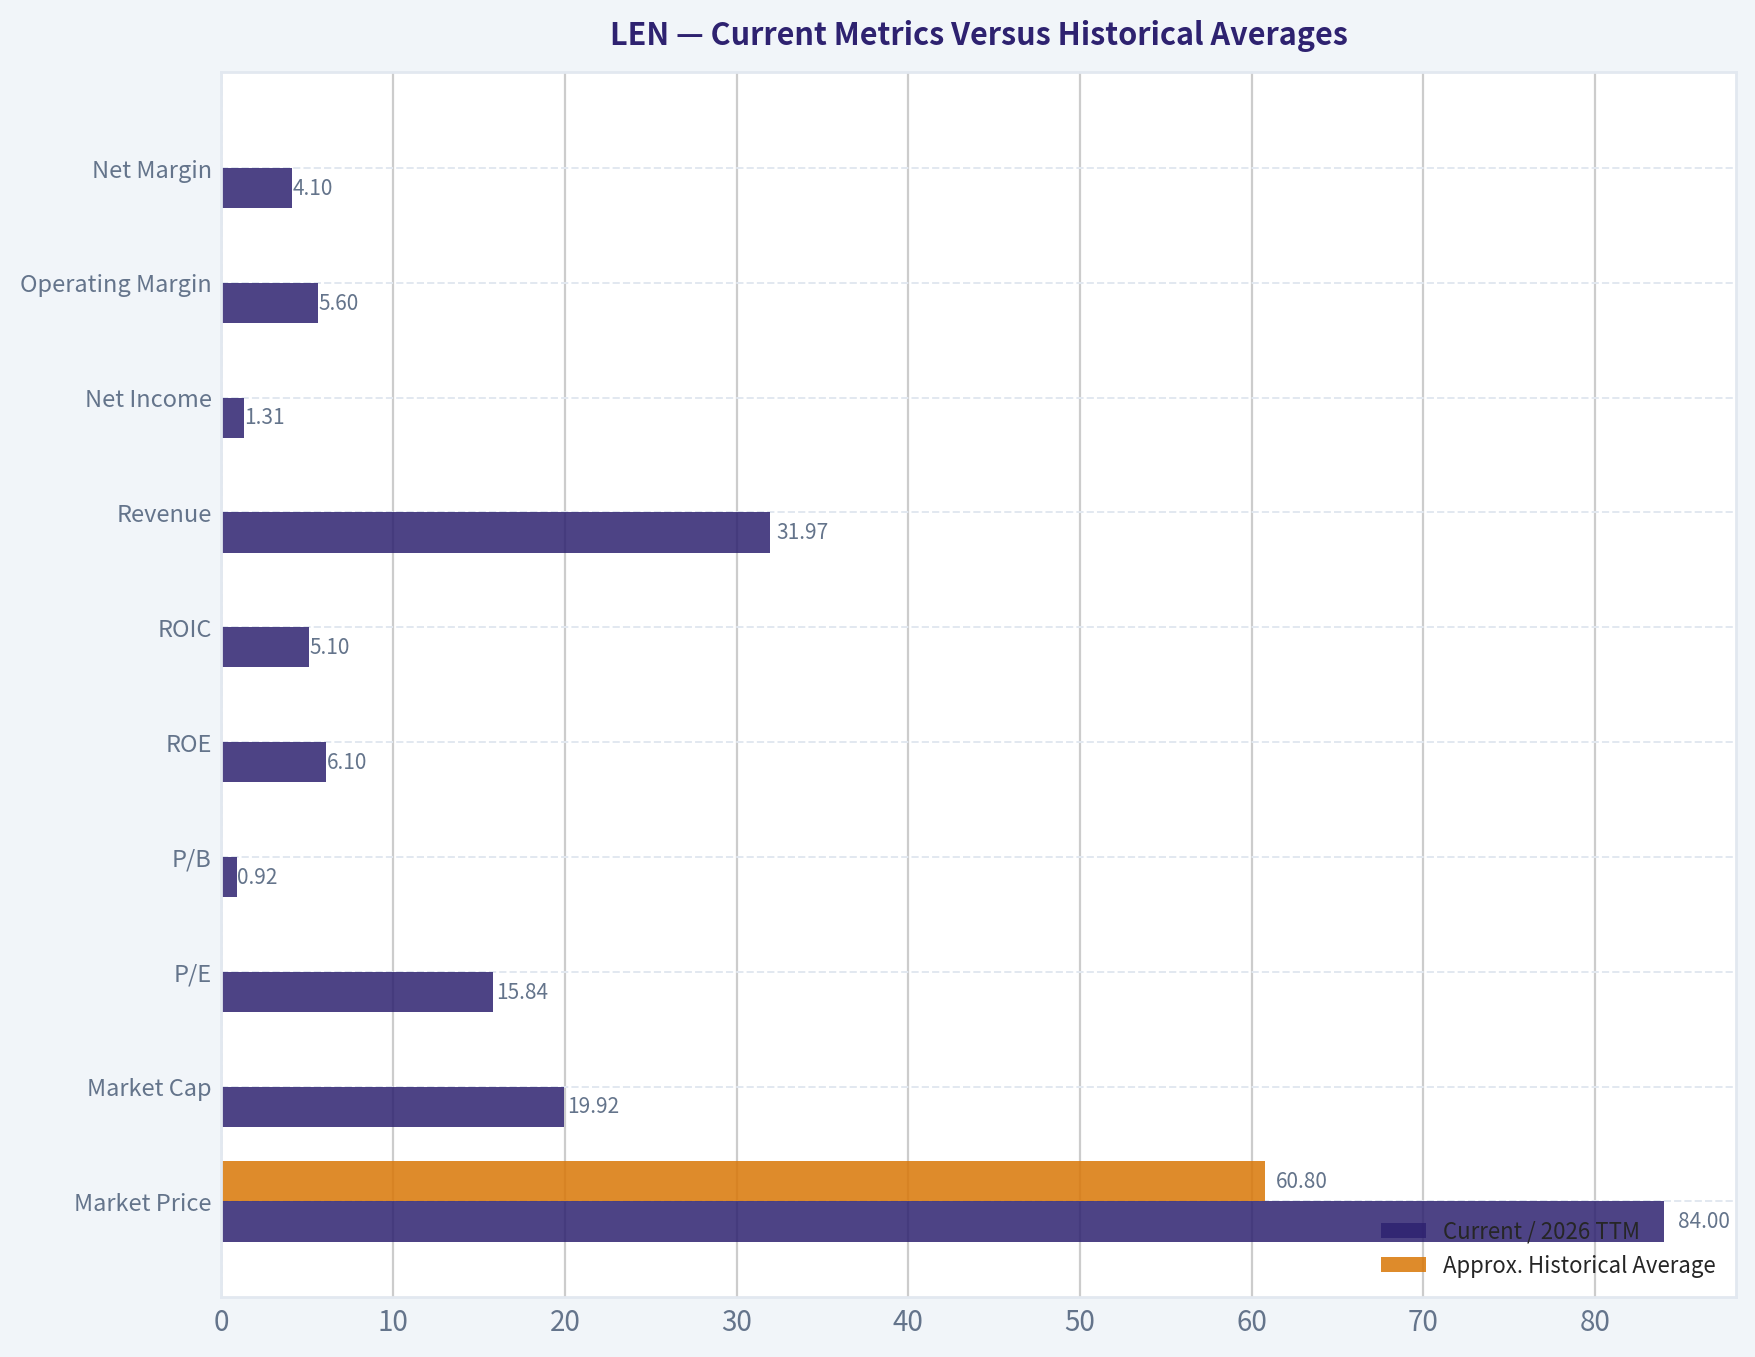 LEN — Current Metrics Versus Historical Averages
Net Margin
4.10
Operating Margin
5.60
Net Income
1.31
Revenue
31.97
ROIC
5.10
ROE
6.10
P/B
0.92
P/E
15.84
Market Cap
19.92
60.80
Market Price
84.00
Current / 2026 TTM
Approx. Historical Average
0 10 20 30 40 50 60 70 80